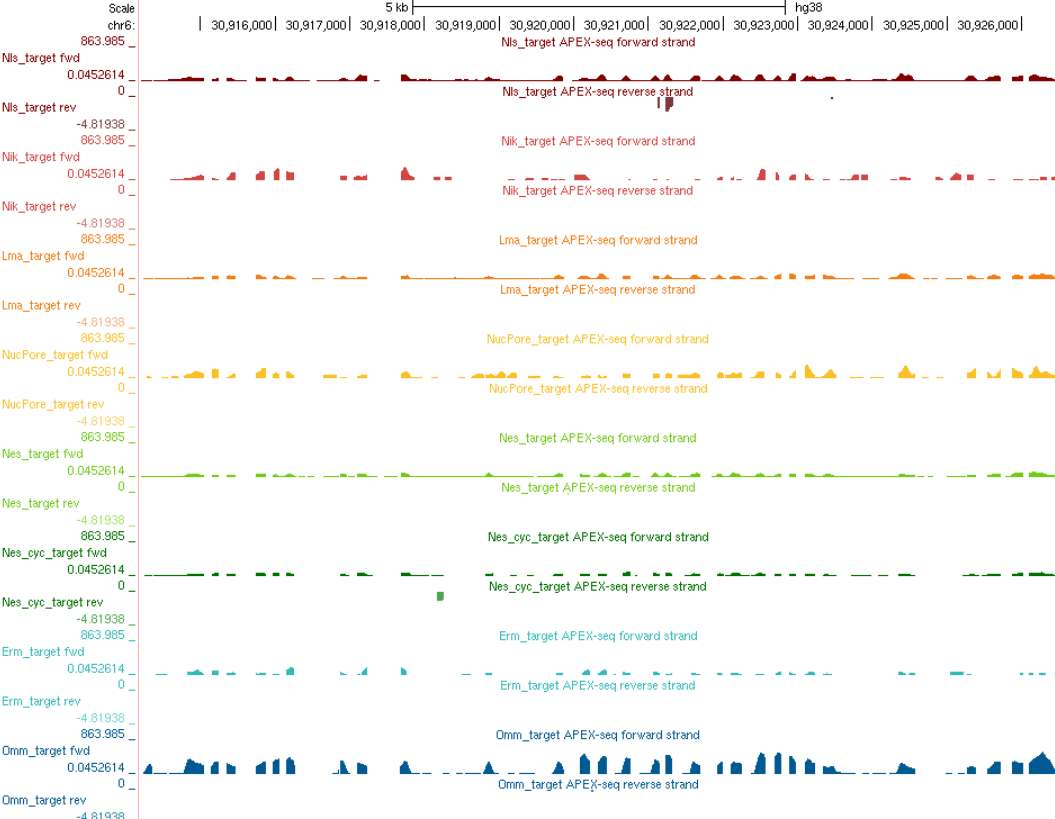 Scale 5 kb hg38
chr6: 30,916,000 30,917,000 30,918,000 30,919,000 30,920,000 30,921,000 30,922,000 30,923,000 30,924,000 30,925,000 30,926,000
863.985 _ Nls_target APEX-seq forward strand
Nls_target fwd
0.0452614 _
0 _ Nls_target APEX-seq reverse strand
Nls_target rev
-4.81938 _
863.985 _ Nik_target APEX-seq forward strand
Nik_target fwd
0.0452614 _
0 _ Nik_target APEX-seq reverse strand
Nik_target rev
-4.81938 _
863.985 _ Lma_target APEX-seq forward strand
Lma_target fwd
0.0452614 _
0 _ Lma_target APEX-seq reverse strand
Lma_target rev
-4.81938 _
863.985 _ NucPore_target APEX-seq forward strand
NucPore_target fwd
0.0452614 _
0 _ NucPore_target APEX-seq reverse strand
NucPore_target rev
-4.81938 _
863.985 _ Nes_target APEX-seq forward strand
Nes_target fwd
0.0452614 _
0 _ Nes_target APEX-seq reverse strand
Nes_target rev
-4.81938 _
863.985 _ Nes_cyc_target APEX-seq forward strand
Nes_cyc_target fwd
0.0452614 _
0 _ Nes_cyc_target APEX-seq reverse strand
Nes_cyc_target rev
-4.81938 _
863.985 _ Erm_target APEX-seq forward strand
Erm_target fwd
0.0452614 _
0 _ Erm_target APEX-seq reverse strand
Erm_target rev
-4.81938 _
863.985 _ Omm_target APEX-seq forward strand
Omm_target fwd
0.0452614 _
0 _ Omm_target APEX-seq reverse strand
Omm_target rev
-4.81938